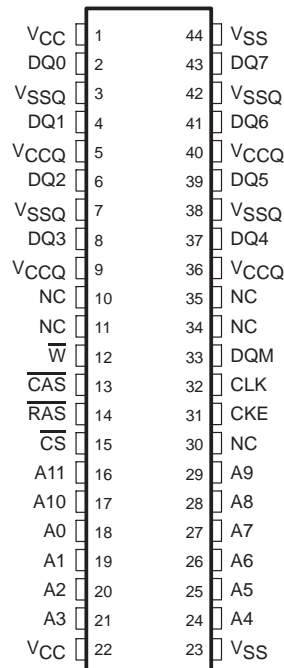 VCC 1 44 VSS
DQ0 2 43 DQ7
VSSQ 3 42 VSSQ
DQ1 4 41 DQ6
VCCQ 5 40 VCCQ
DQ2 6 39 DQ5
VSSQ 7 38 VSSQ
DQ3 8 37 DQ4
VCCQ 9 36 VCCQ
NC 10 35 NC
NC 11 34 NC
W 12 33 DQM
CAS 13 32 CLK
RAS 14 31 CKE
CS 15 30 NC
A11 16 29 A9
A10 17 28 A8
A0 18 27 A7
A1 19 26 A6
A2 20 25 A5
A3 21 24 A4
VCC 22 23 VSS